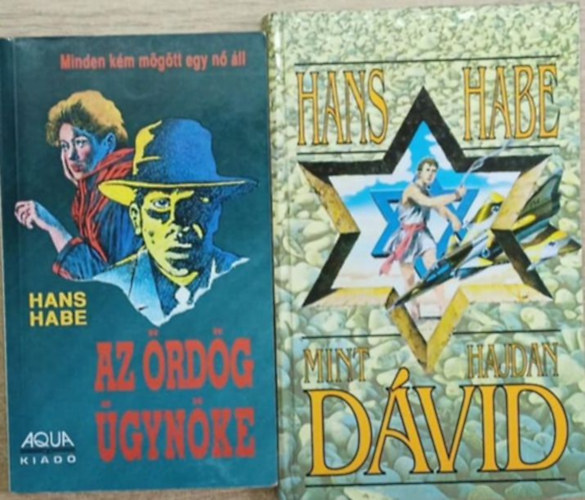 Minden kém mögött egy nő áll
HANS
HABE
AZ ÖRDÖG
ÜGYNÖKE
AQUA
KIADÓ
HANS HABE
MINT HAJDAN
DÁVID